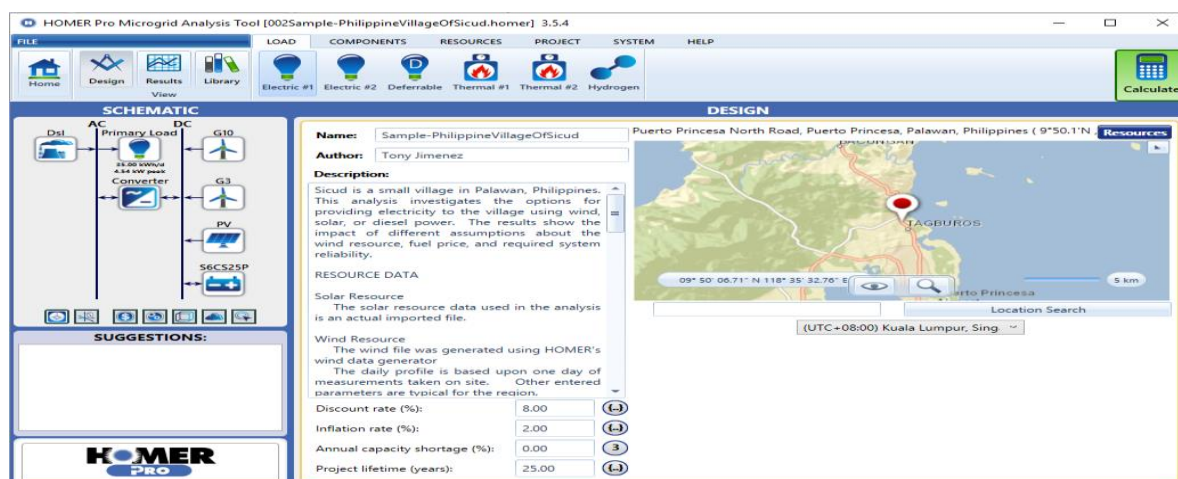 HOMER Pro Microgrid Analysis Tool [002Sample-PhilippineVillageOfSicud.homer] 3.5.4
FILE
LOAD COMPONENTS RESOURCES PROJECT SYSTEM HELP
Home
Design Results Library
View
Electric #1 Electric #2 Deferrable Thermal #1 Thermal #2 Hydrogen
Calculate
SCHEMATIC
AC DC
Dsl Primary Load G10
25.00 kWh/d
4.54 kW peak
Converter G3
PV
S6CS25P
SUGGESTIONS:
HOMER
PRO
DESIGN
Name: Sample-PhilippineVillageOfSicud
Author: Tony Jimenez
Description:
Sicud is a small village in Palawan, Philippines.
This analysis investigates the options for
providing electricity to the village using wind,
solar, or diesel power. The results show the
impact of different assumptions about the
wind resource, fuel price, and required system
reliability.
RESOURCE DATA
Solar Resource
The solar resource data used in the analysis
is an actual imported file.
Wind Resource
The wind file was generated using HOMER's
wind data generator
The daily profile is based upon one day of
measurements taken on site. Other entered
parameters are typical for the region.
Discount rate (%): 8.00 (..)
Inflation rate (%): 2.00 (..)
Annual capacity shortage (%): 0.00 3
Project lifetime (years): 25.00 (..)
Puerto Princesa North Road, Puerto Princesa, Palawan, Philippines ( 9°50.1'N ,
Resources
TAGBUROS
09° 50' 06.71" N 118° 35' 32.76" E
5 km
Princesa
Location Search
(UTC+08:00) Kuala Lumpur, Sing